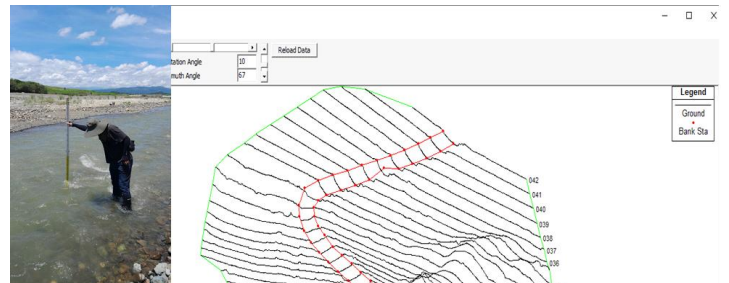 Reload Data
tation Angle
10
muth Angle
67
Legend
Ground
Bank Sta
042
041
040
039
038
037
036